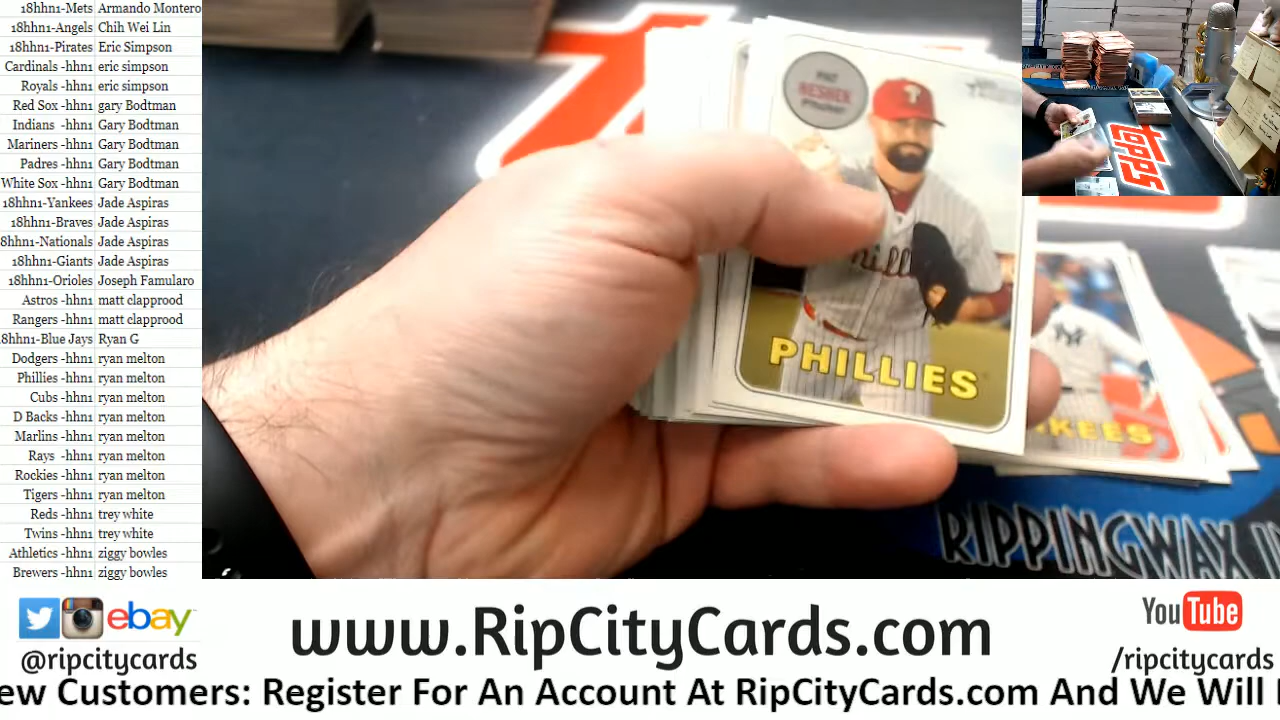 18hhn1-Mets Armando Montero
18hhn1-Angels Chih Wei Lin
18hhn1-Pirates Eric Simpson
Cardinals -hhn1 eric simpson
Royals -hhn1 eric simpson
Red Sox -hhn1 gary Bodtman
Indians -hhn1 Gary Bodtman
Mariners -hhn1 Gary Bodtman
Padres -hhn1 Gary Bodtman
White Sox -hhn1 Gary Bodtman
18hhn1-Yankees Jade Aspiras
18hhn1-Braves Jade Aspiras
8hhn1-Nationals Jade Aspiras
18hhn1-Giants Jade Aspiras
18hhn1-Orioles Joseph Famularo
Astros -hhn1 matt clapprood
Rangers -hhn1 matt clapprood
8hhn1-Blue Jays Ryan G
Dodgers -hhn1 ryan melton
Phillies -hhn1 ryan melton
Cubs -hhn1 ryan melton
D Backs -hhn1 ryan melton
Marlins -hhn1 ryan melton
Rays -hhn1 ryan melton
Rockies -hhn1 ryan melton
Tigers -hhn1 ryan melton
Reds -hhn1 trey white
Twins -hhn1 trey white
Athletics -hhn1 ziggy bowles
Brewers -hhn1 ziggy bowles
PAT
NESHEK
PHILLIES
KEES
topps
RIPPINGWAX
ebay
@ripcitycards
www.RipCityCards.com
YouTube
/ripcitycards
ew Customers: Register For An Account At RipCityCards.com And We Will